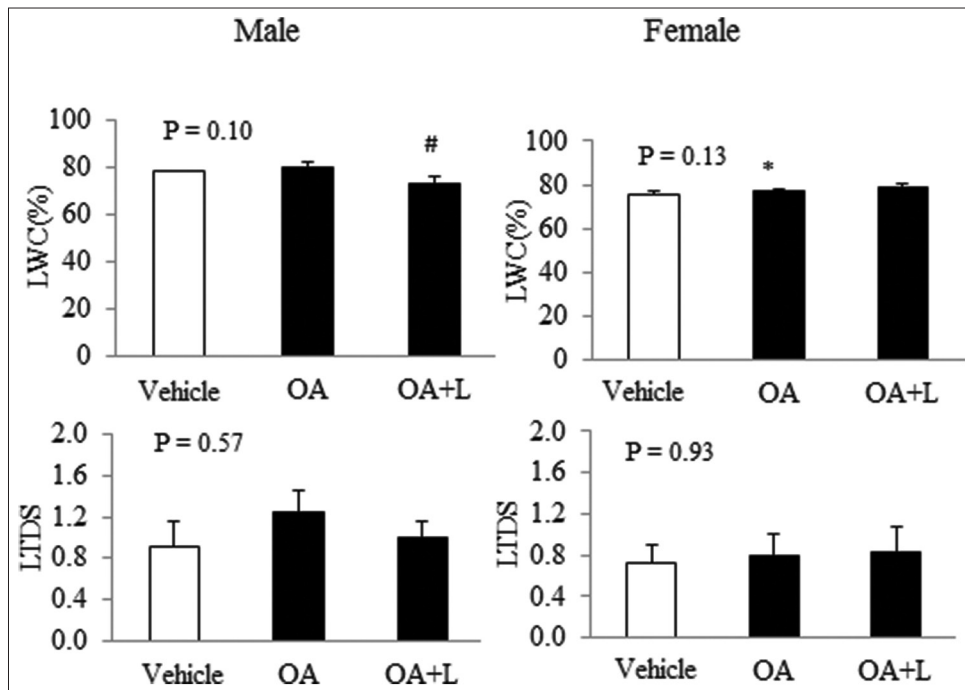 Male
Female
100
80
60
40
20
0
LWC(%)
P = 0.10
#
Vehicle OA OA+L
100
80
60
40
20
0
LWC(%)
P = 0.13
*
Vehicle OA OA+L
2.0
1.6
1.2
0.8
0.4
0.0
LTDS
P = 0.57
Vehicle OA OA+L
2.0
1.6
1.2
0.8
0.4
0.0
LTDS
P = 0.93
Vehicle OA OA+L